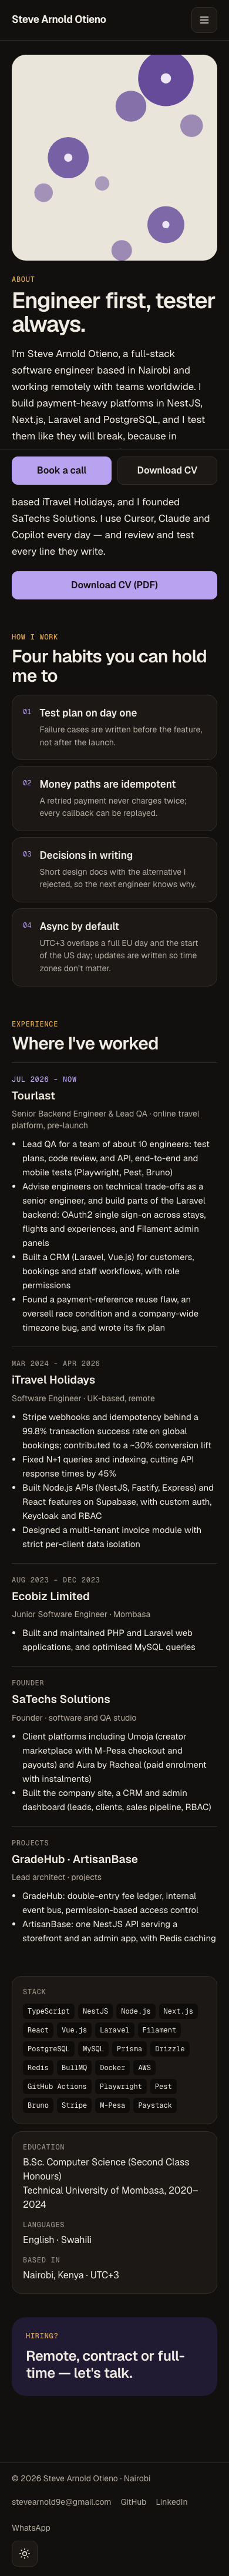 Steve Arnold Otieno
ABOUT
Engineer first, tester
always.
I'm Steve Arnold Otieno, a full-stack
software engineer based in Nairobi and
working remotely with teams worldwide. I
build payment-heavy platforms in NestJS,
Next.js, Laravel and PostgreSQL, and I test
them like they will break, because in
Book a call
Download CV
based iTravel Holidays, and I founded
SaTechs Solutions. I use Cursor, Claude and
Copilot every day — and review and test
every line they write.
Download CV (PDF)
HOW I WORK
Four habits you can hold
me to
01 Test plan on day one
Failure cases are written before the feature,
not after the launch.
02 Money paths are idempotent
A retried payment never charges twice;
every callback can be replayed.
03 Decisions in writing
Short design docs with the alternative I
rejected, so the next engineer knows why.
04 Async by default
UTC+3 overlaps a full EU day and the start
of the US day; updates are written so time
zones don't matter.
EXPERIENCE
Where I've worked
JUL 2026 – NOW
Tourlast
Senior Backend Engineer & Lead QA · online travel
platform, pre-launch
• Lead QA for a team of about 10 engineers: test
plans, code review, and API, end-to-end and
mobile tests (Playwright, Pest, Bruno)
• Advise engineers on technical trade-offs as a
senior engineer, and build parts of the Laravel
backend: OAuth2 single sign-on across stays,
flights and experiences, and Filament admin
panels
• Built a CRM (Laravel, Vue.js) for customers,
bookings and staff workflows, with role
permissions
• Found a payment-reference reuse flaw, an
oversell race condition and a company-wide
timezone bug, and wrote its fix plan
MAR 2024 – APR 2026
iTravel Holidays
Software Engineer · UK-based, remote
• Stripe webhooks and idempotency behind a
99.8% transaction success rate on global
bookings; contributed to a ~30% conversion lift
• Fixed N+1 queries and indexing, cutting API
response times by 45%
• Built Node.js APIs (NestJS, Fastify, Express) and
React features on Supabase, with custom auth,
Keycloak and RBAC
• Designed a multi-tenant invoice module with
strict per-client data isolation
AUG 2023 – DEC 2023
Ecobiz Limited
Junior Software Engineer · Mombasa
• Built and maintained PHP and Laravel web
applications, and optimised MySQL queries
FOUNDER
SaTechs Solutions
Founder · software and QA studio
• Client platforms including Umoja (creator
marketplace with M-Pesa checkout and
payouts) and Aura by Racheal (paid enrolment
with instalments)
• Built the company site, a CRM and admin
dashboard (leads, clients, sales pipeline, RBAC)
PROJECTS
GradeHub · ArtisanBase
Lead architect · projects
• GradeHub: double-entry fee ledger, internal
event bus, permission-based access control
• ArtisanBase: one NestJS API serving a
storefront and an admin app, with Redis caching
STACK
TypeScript NestJS Node.js Next.js
React Vue.js Laravel Filament
PostgreSQL MySQL Prisma Drizzle
Redis BullMQ Docker AWS
GitHub Actions Playwright Pest
Bruno Stripe M-Pesa Paystack
EDUCATION
B.Sc. Computer Science (Second Class
Honours)
Technical University of Mombasa, 2020–
2024
LANGUAGES
English · Swahili
BASED IN
Nairobi, Kenya · UTC+3
HIRING?
Remote, contract or full-
time — let's talk.
© 2026 Steve Arnold Otieno · Nairobi
stevearnold9e@gmail.com GitHub LinkedIn
WhatsApp